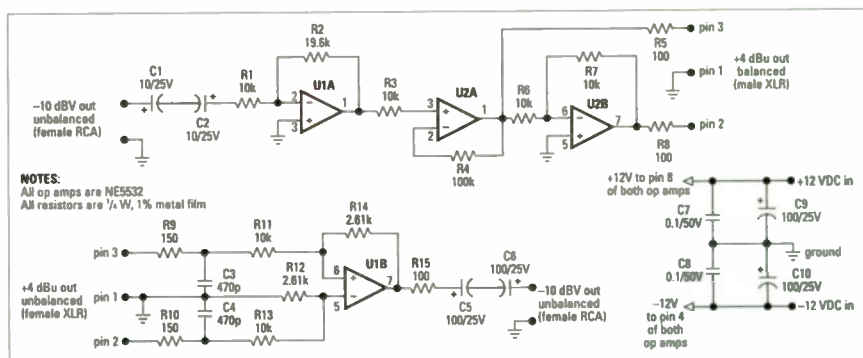 R2
19.6k
C1
10/25V
R1
10k
U1A
R3
10k
U2A
R6
10k
R7
10k
U2B
R5
100
pin 3
pin 1
+4 dBu out
balanced
(male XLR)
pin 2
R8
100
–10 dBV out
unbalanced
(female RCA)
+
+
C2
10/25V
2
3
1
3
2
1
6
5
7
R4
100k
NOTES:
All op amps are NE5532
All resistors are 1/4 W, 1% metal film
+12V to pin 8
of both op amps
+12 VDC in
C7
0.1/50V
+
C9
100/25V
ground
C8
0.1/50V
+
C10
100/25V
–12V
to pin 4
of both
op amps
–12 VDC in
pin 3
R9
150
R11
10k
R14
2.61k
+4 dBu out
unbalanced
(female XLR)
pin 1
C3
470p
C4
470p
R12
2.61k
U1B
6
5
7
R15
100
C6
100/25V
+
+
C5
100/25V
–10 dBV out
unbalanced
(female RCA)
pin 2
R10
150
R13
10k